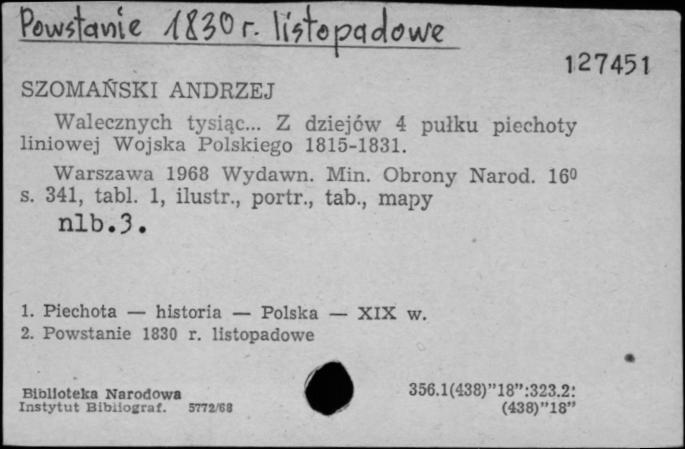 Powstanie 1830 r. listopadowe
127451
SZOMAŃSKI ANDRZEJ
Walecznych tysiąc... Z dziejów 4 pułku piechoty
liniowej Wojska Polskiego 1815-1831.
Warszawa 1968 Wydawn. Min. Obrony Narod. 16⁰
s. 341, tabl. 1, ilustr., portr., tab., mapy
nlb.3.
1. Piechota — historia — Polska — XIX w.
2. Powstanie 1830 r. listopadowe
Biblioteka Narodowa
Instytut Bibliograf. 5772/68
356.1(438)"18":323.2:
(438)"18"